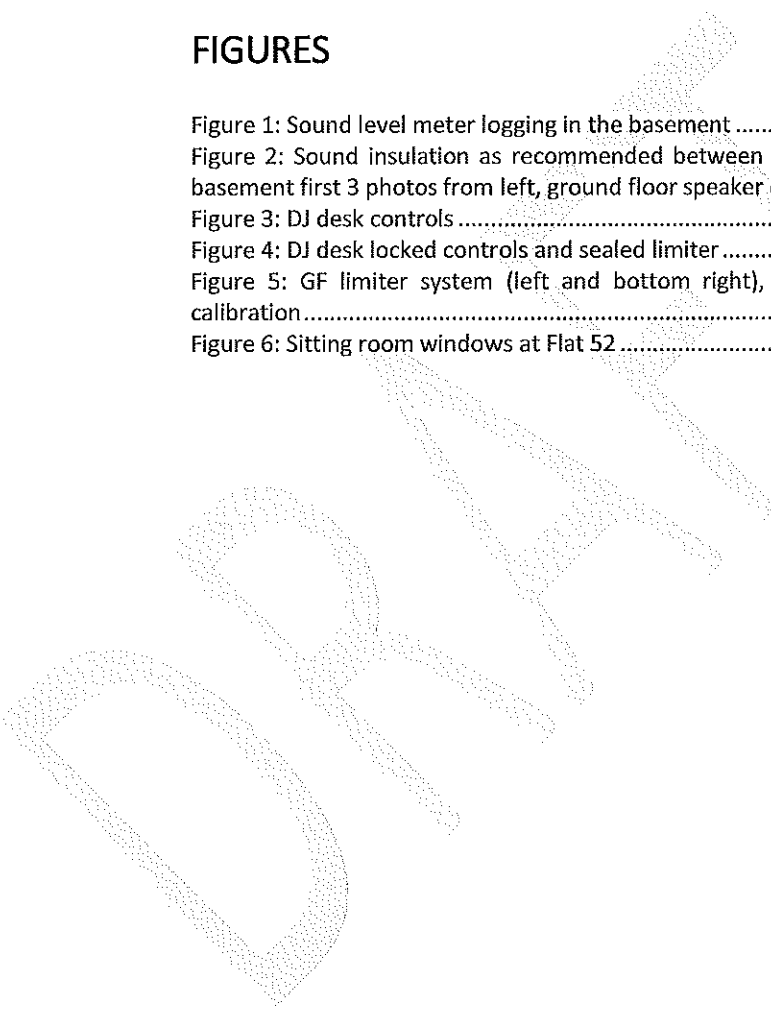 FIGURES
Figure 1: Sound level meter logging in the basement ......
Figure 2: Sound insulation as recommended between
basement first 3 photos from left, ground floor speaker
Figure 3: DJ desk controls ................................................
Figure 4: DJ desk locked controls and sealed limiter ........
Figure 5: GF limiter system (left and bottom right),
calibration ........................................................................
Figure 6: Sitting room windows at Flat 52 .......................
DRAFT